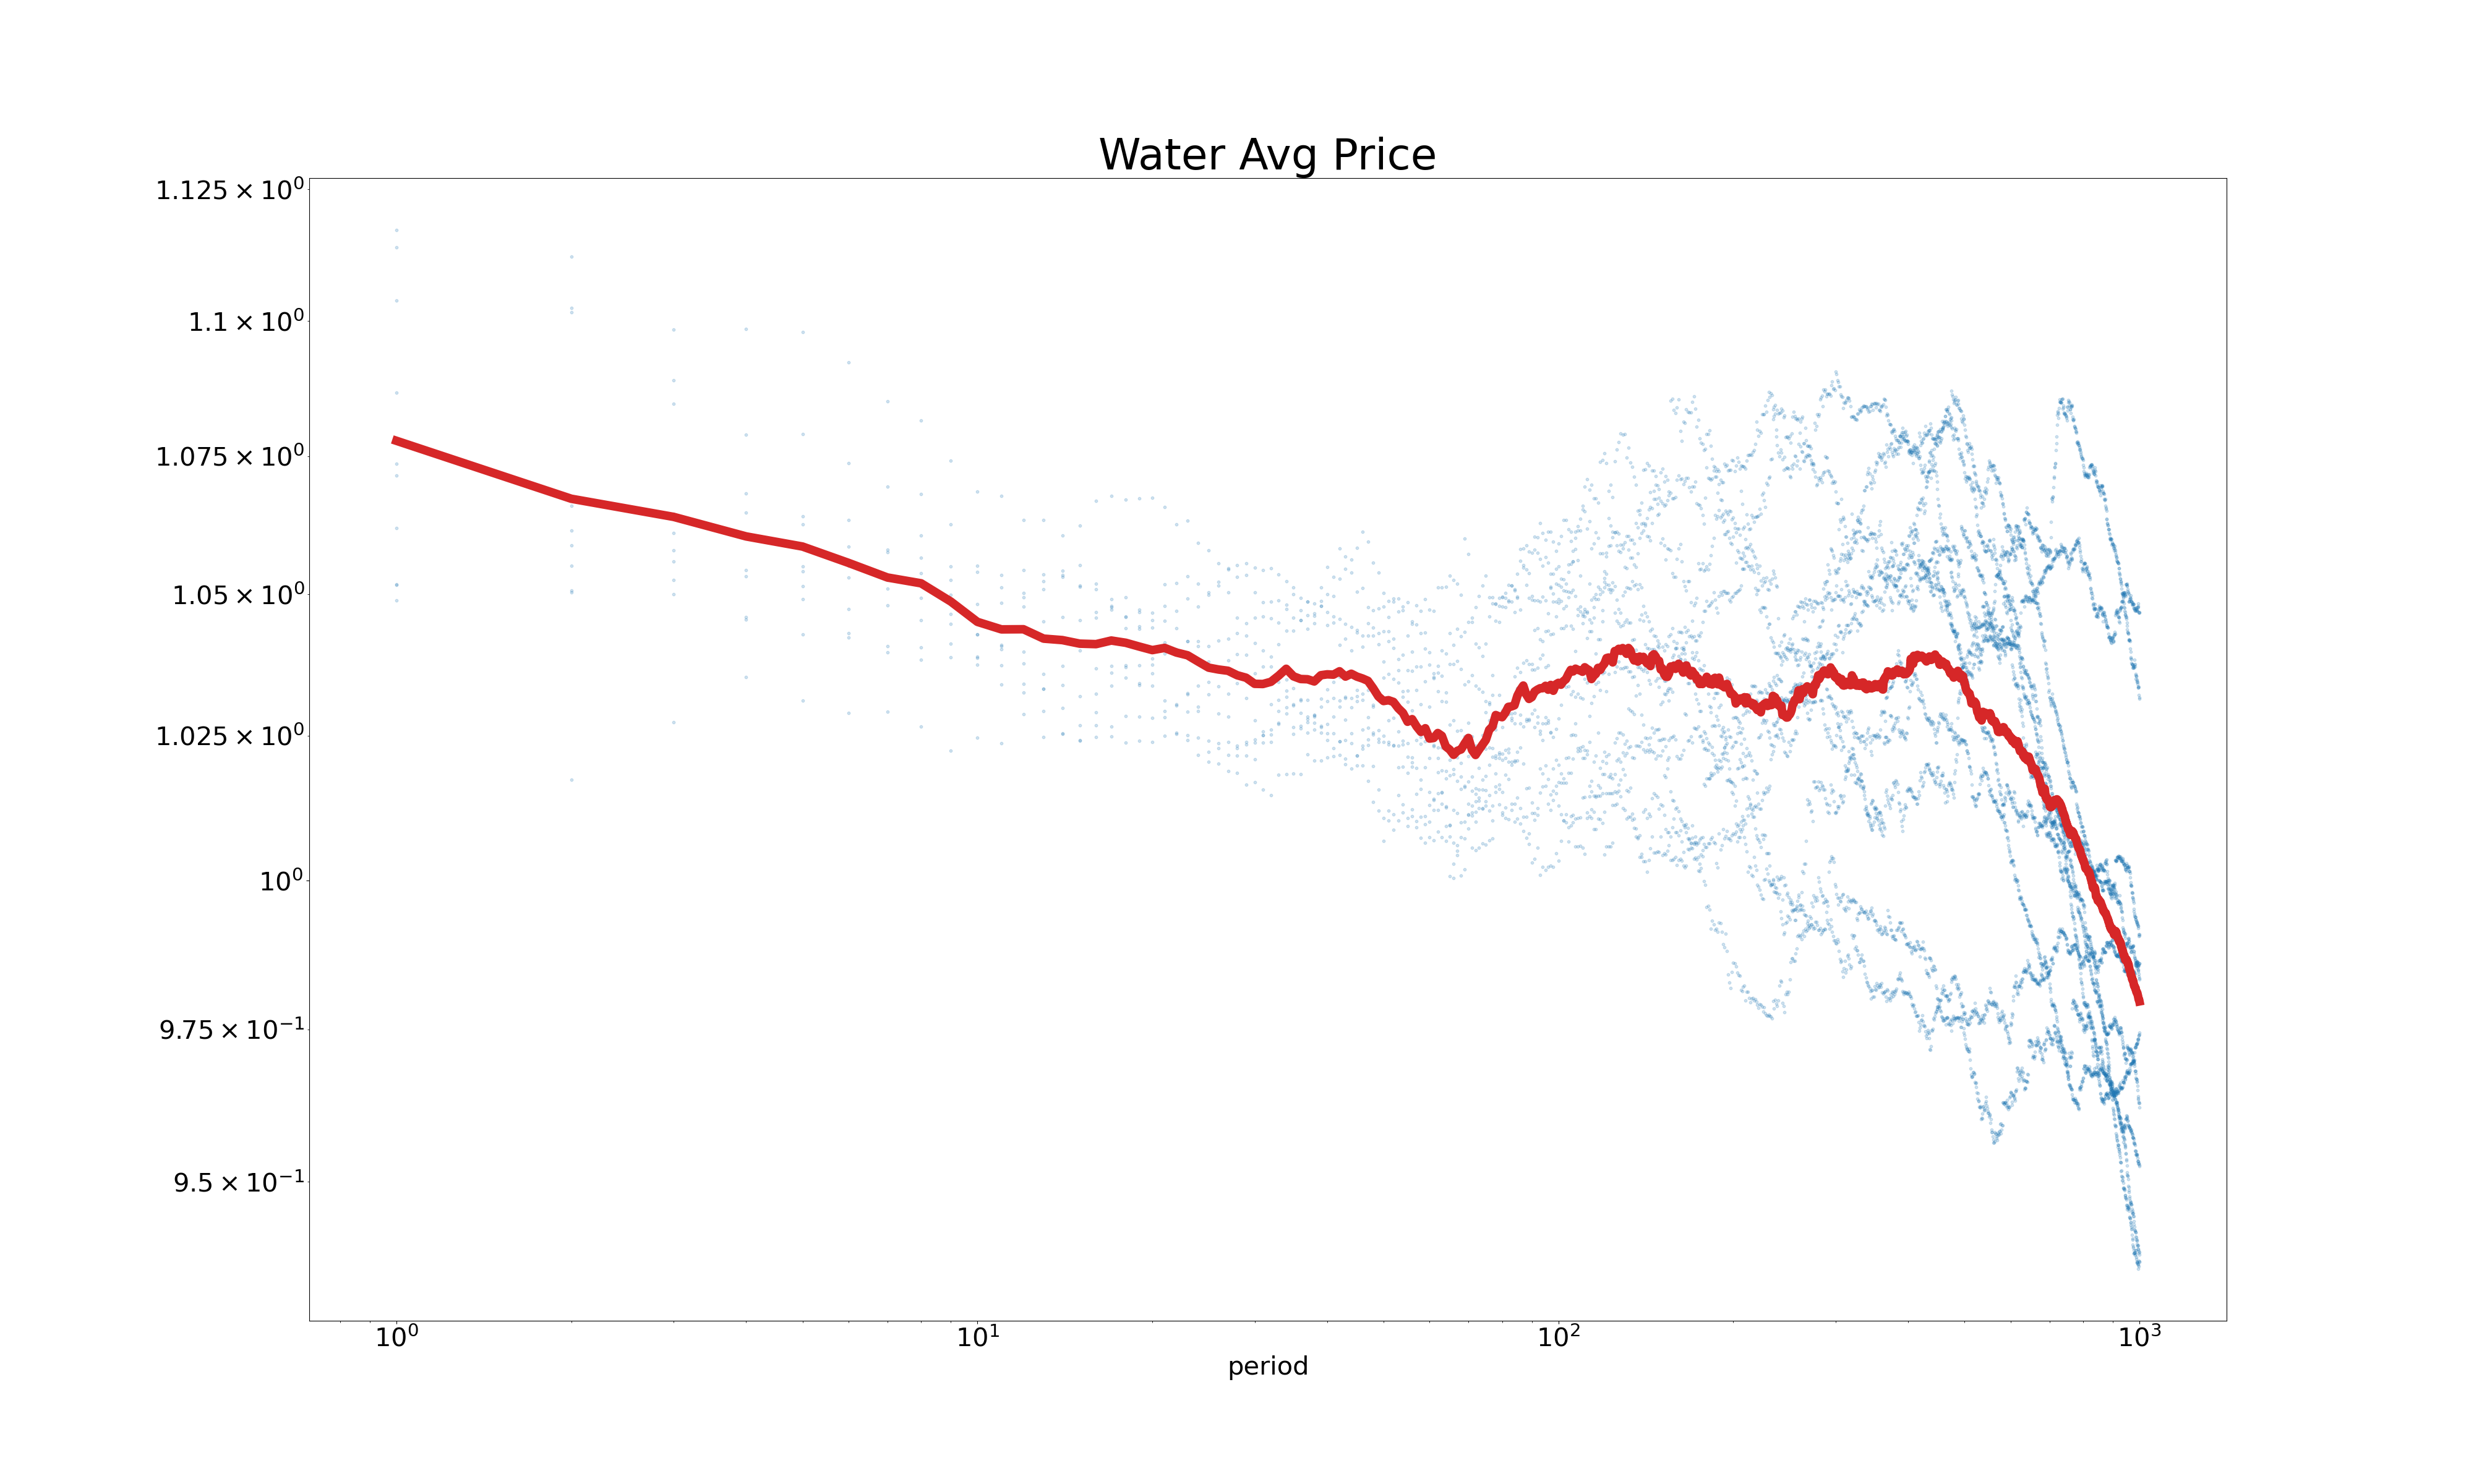 Water Avg Price
1.125 × 10⁰
1.1 × 10⁰
1.075 × 10⁰
1.05 × 10⁰
1.025 × 10⁰
10⁰
9.75 × 10⁻¹
9.5 × 10⁻¹
10⁰ 10¹ 10² 10³
period